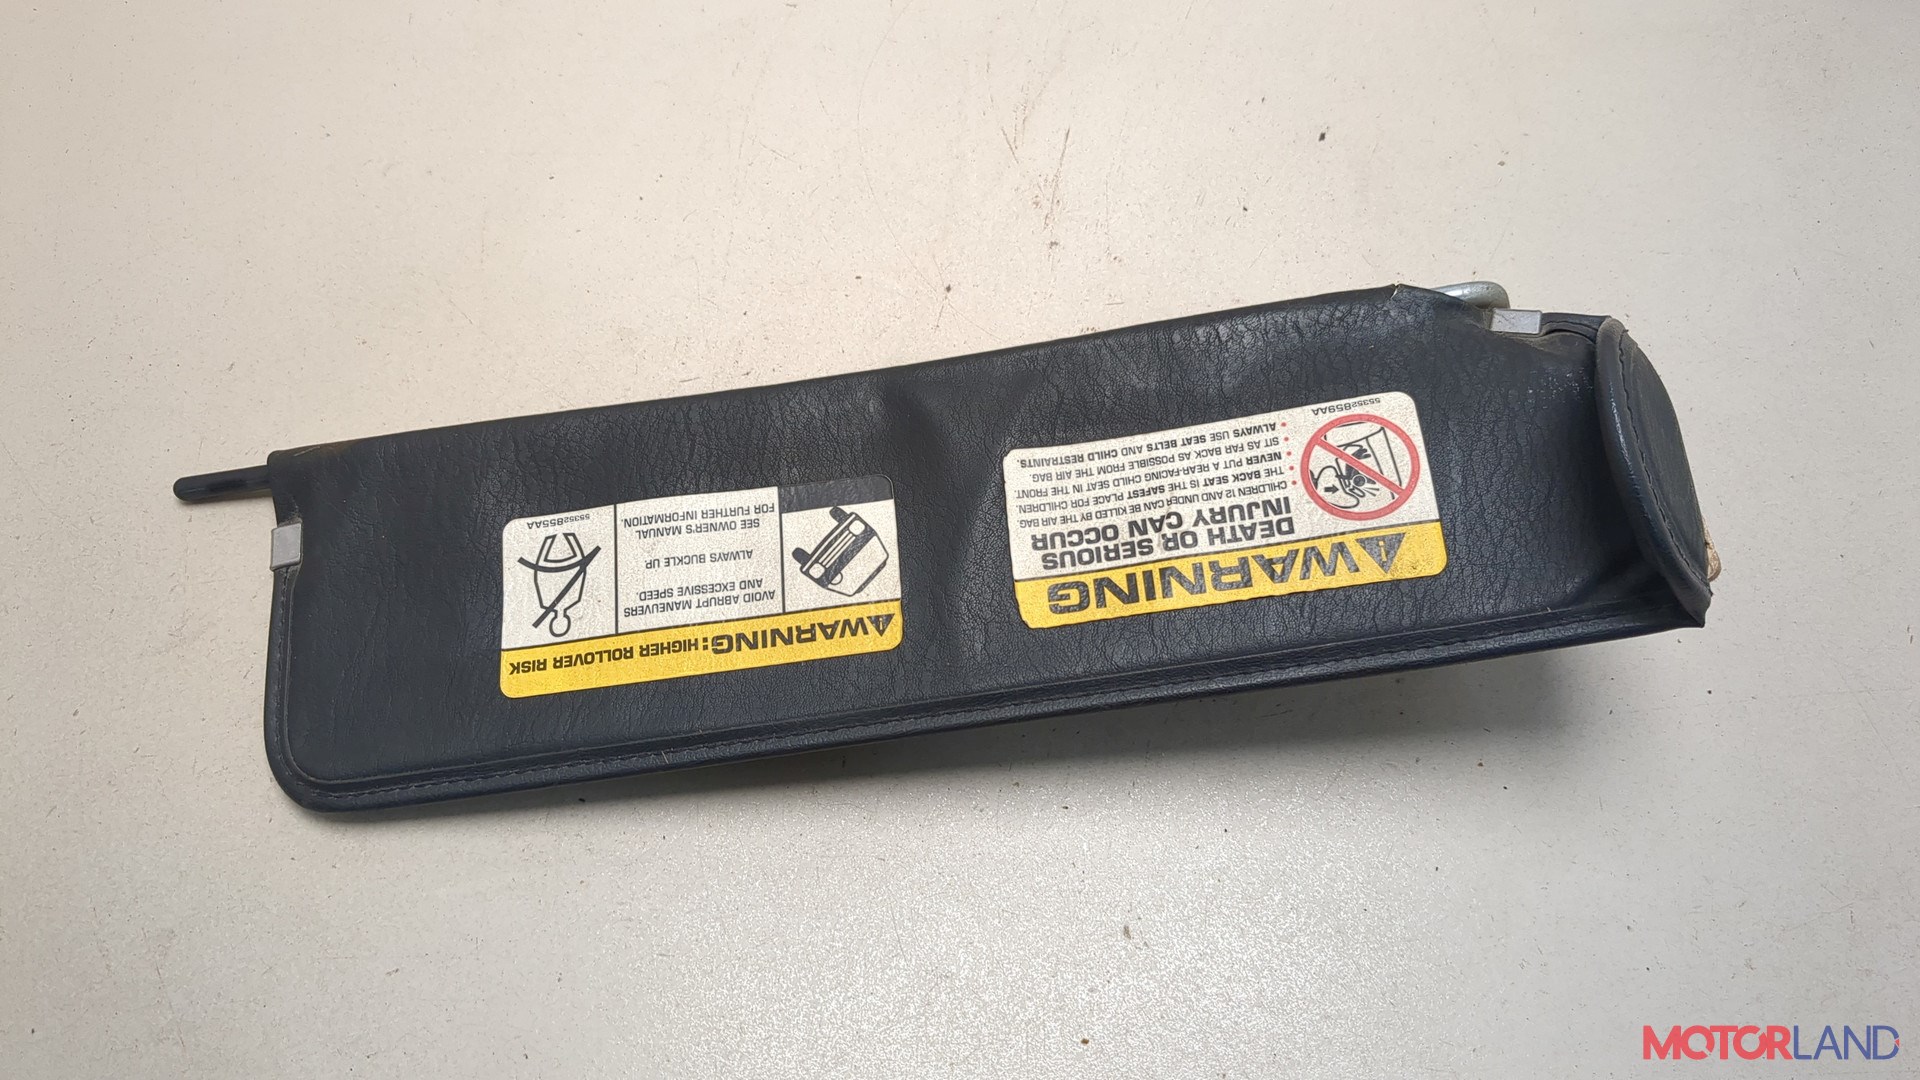 WARNING
DEATH OR SERIOUS
INJURY CAN OCCUR
CHILDREN 12 AND UNDER CAN BE KILLED BY THE AIR BAG.
• THE BACK SEAT IS THE SAFEST PLACE FOR CHILDREN.
• NEVER PUT A REAR-FACING CHILD SEAT IN THE FRONT.
• SIT AS FAR BACK AS POSSIBLE FROM THE AIR BAG.
• ALWAYS USE SEAT BELTS AND CHILD RESTRAINTS.
55352859AA
WARNING: HIGHER ROLLOVER RISK
AVOID ABRUPT MANEUVERS
AND EXCESSIVE SPEED.
ALWAYS BUCKLE UP.
SEE OWNER'S MANUAL
FOR FURTHER INFORMATION.
55352855AA
MOTORLAND